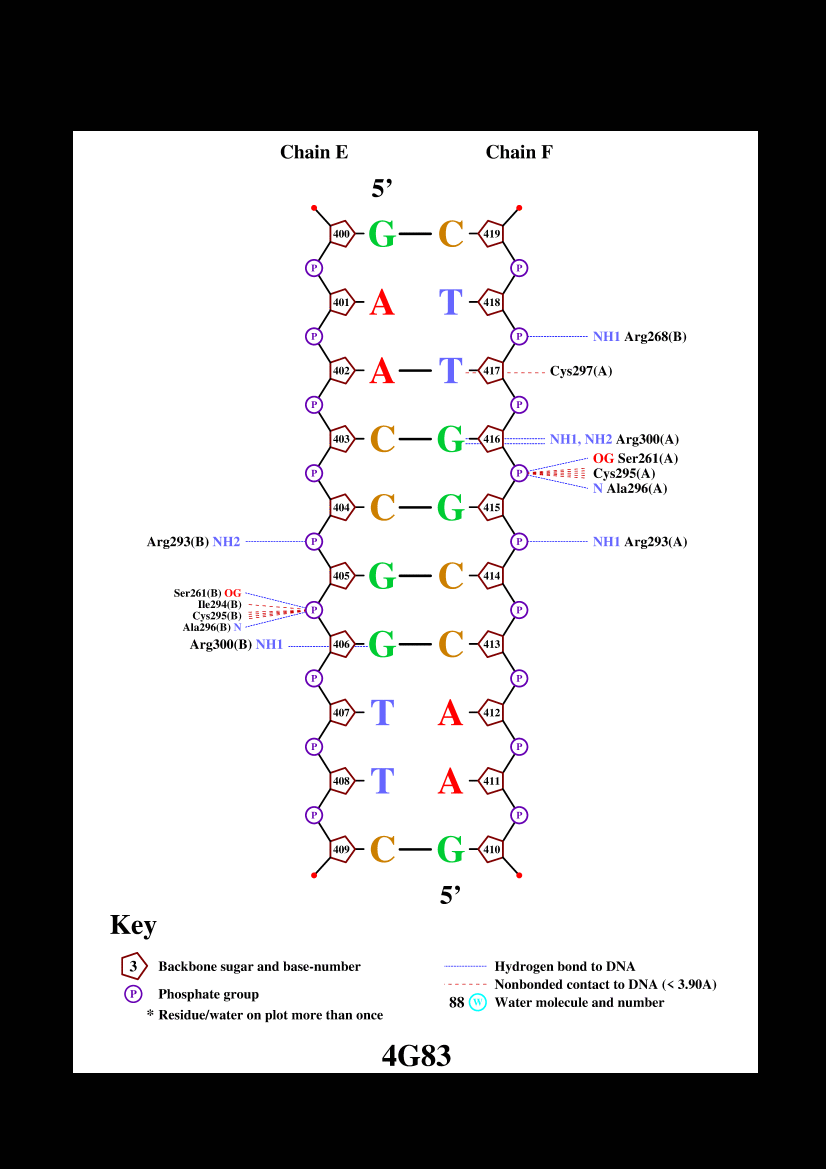 Chain E Chain F
5’
400 G C 419
P P
401 A T 418
P P NH1 Arg268(B)
402 A T 417 Cys297(A)
P P
403 C G 416 NH1, NH2 Arg300(A)
OG Ser261(A)
P P Cys295(A)
N Ala296(A)
404 C G 415
Arg293(B) NH2 P P NH1 Arg293(A)
405 G C 414
Ser261(B) OG
Ile294(B)
P P
Cys295(B)
Ala296(B) N
Arg300(B) NH1 406 G C 413
P P
407 T A 412
P P
408 T A 411
P P
409 C G 410
5’
Key
3 Backbone sugar and base-number
P Phosphate group
* Residue/water on plot more than once
Hydrogen bond to DNA
Nonbonded contact to DNA (< 3.90A)
88 W Water molecule and number
4G83